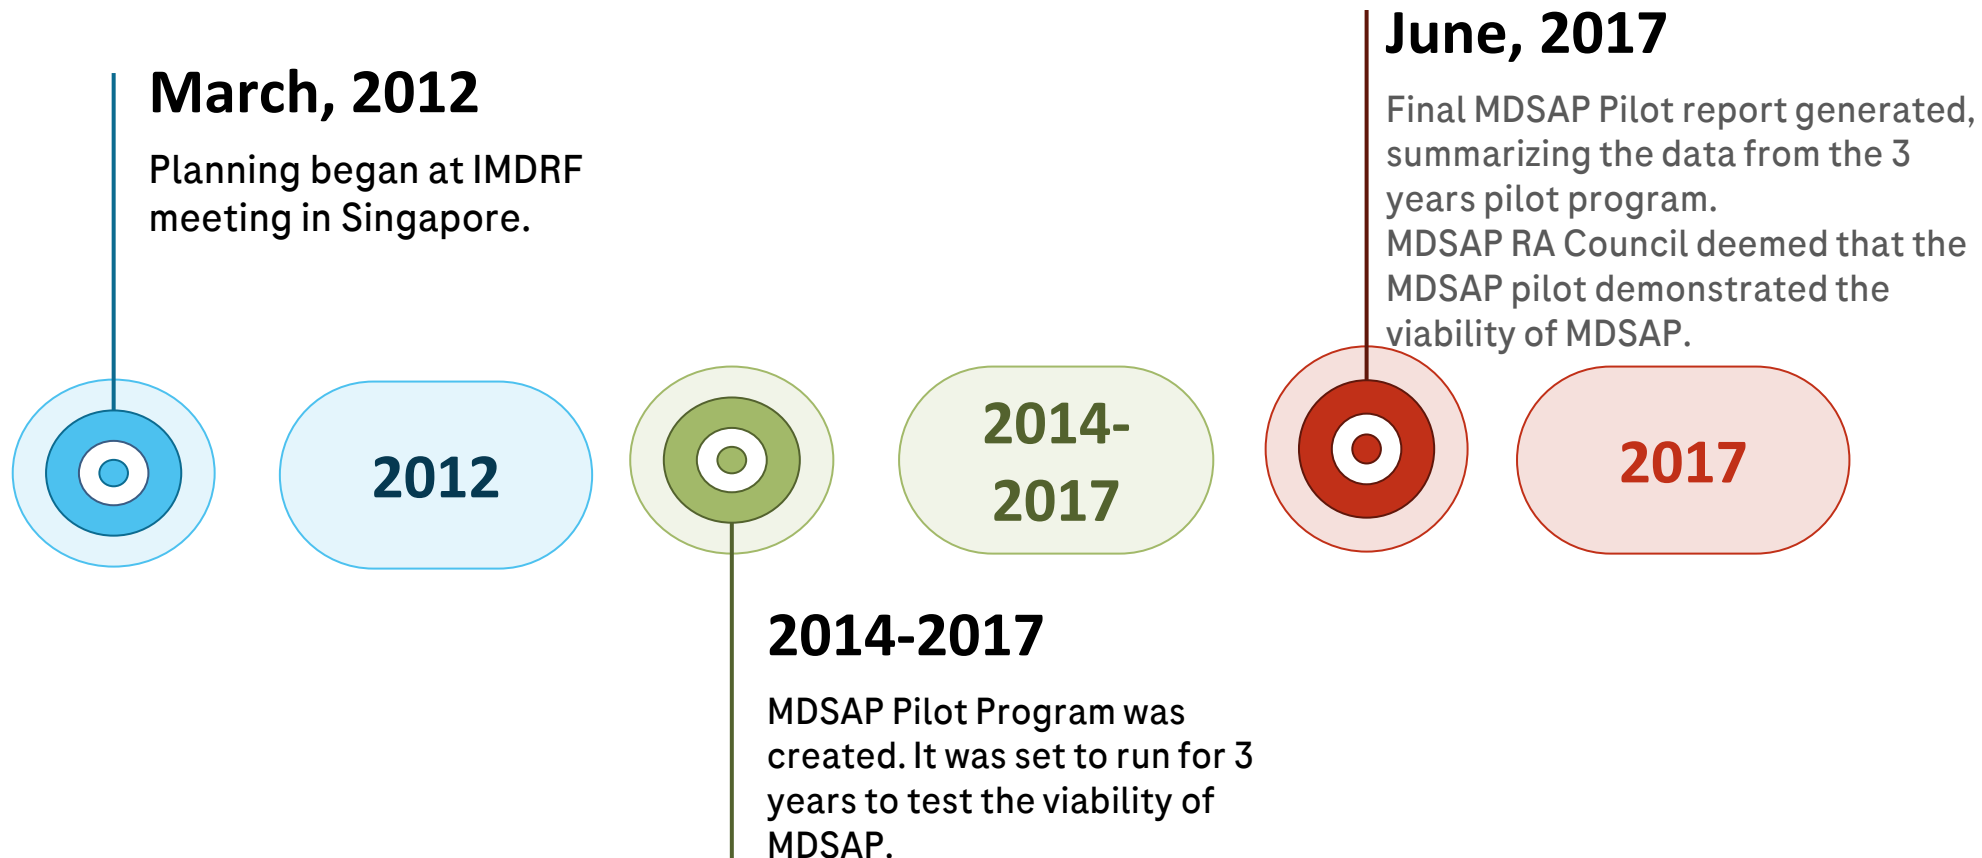 March, 2012
Planning began at IMDRF
meeting in Singapore.
June, 2017
Final MDSAP Pilot report generated,
summarizing the data from the 3
years pilot program.
MDSAP RA Council deemed that the
MDSAP pilot demonstrated the
viability of MDSAP.
2012
2014-
2017
2017
2014-2017
MDSAP Pilot Program was
created. It was set to run for 3
years to test the viability of
MDSAP.